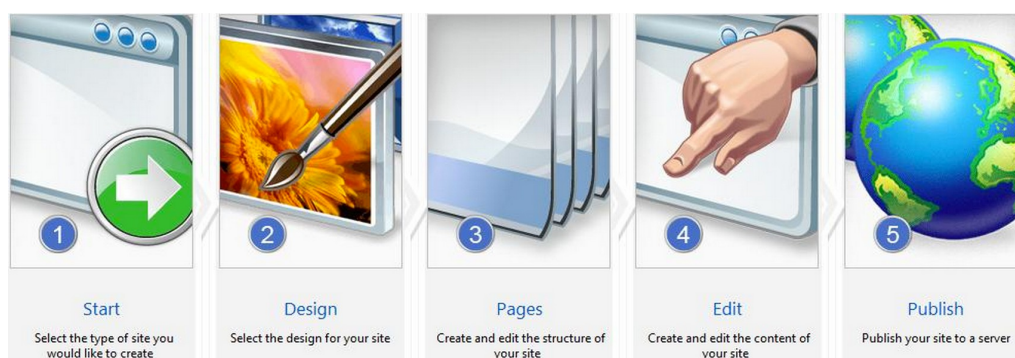 1
2
3
4
5
Start
Design
Pages
Edit
Publish
Select the type of site you
would like to create
Select the design for your site
Create and edit the structure of
your site
Create and edit the content of
your site
Publish your site to a server